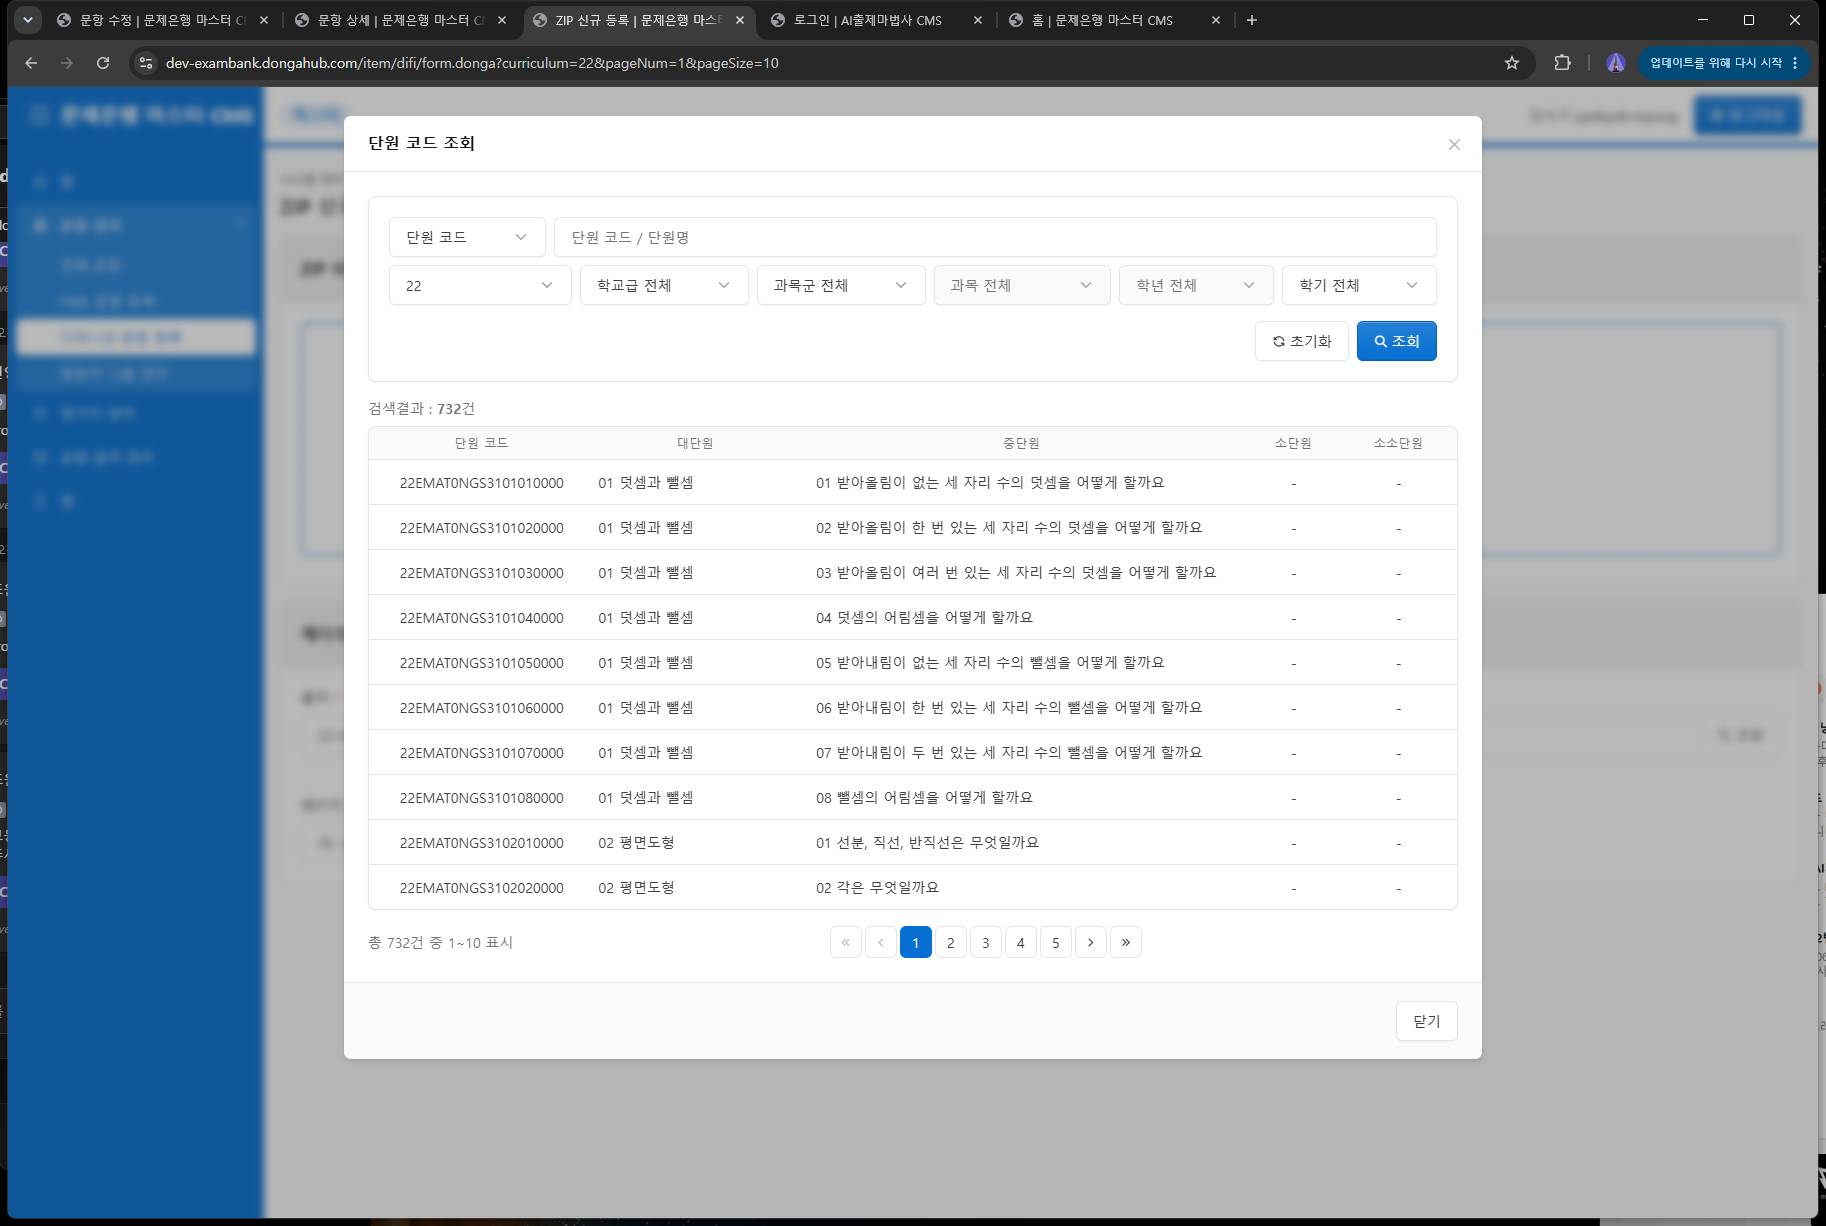 문항 수정 | 문제은행 마스터 C
문항 상세 | 문제은행 마스터 C
ZIP 신규 등록 | 문제은행 마스
로그인 | AI출제마법사 CMS
홈 | 문제은행 마스터 CMS
dev-exambank.dongahub.com/item/difi/form.donga?curriculum=22&pageNum=1&pageSize=10
업데이트를 위해 다시 시작
문제은행 마스터 CMS
단원 코드 조회
단원 코드
단원 코드 / 단원명
22
학교급 전체
과목군 전체
과목 전체
학년 전체
학기 전체
초기화
조회
검색결과 : 732건
단원 코드 대단원 중단원 소단원 소소단원
22EMAT0NGS3101010000 01 덧셈과 뺄셈 01 받아올림이 없는 세 자리 수의 덧셈을 어떻게 할까요 - -
22EMAT0NGS3101020000 01 덧셈과 뺄셈 02 받아올림이 한 번 있는 세 자리 수의 덧셈을 어떻게 할까요 - -
22EMAT0NGS3101030000 01 덧셈과 뺄셈 03 받아올림이 여러 번 있는 세 자리 수의 덧셈을 어떻게 할까요 - -
22EMAT0NGS3101040000 01 덧셈과 뺄셈 04 덧셈의 어림셈을 어떻게 할까요 - -
22EMAT0NGS3101050000 01 덧셈과 뺄셈 05 받아내림이 없는 세 자리 수의 뺄셈을 어떻게 할까요 - -
22EMAT0NGS3101060000 01 덧셈과 뺄셈 06 받아내림이 한 번 있는 세 자리 수의 뺄셈을 어떻게 할까요 - -
22EMAT0NGS3101070000 01 덧셈과 뺄셈 07 받아내림이 두 번 있는 세 자리 수의 뺄셈을 어떻게 할까요 - -
22EMAT0NGS3101080000 01 덧셈과 뺄셈 08 뺄셈의 어림셈을 어떻게 할까요 - -
22EMAT0NGS3102010000 02 평면도형 01 선분, 직선, 반직선은 무엇일까요 - -
22EMAT0NGS3102020000 02 평면도형 02 각은 무엇일까요 - -
총 732건 중 1~10 표시
« ‹ 1 2 3 4 5 › »
닫기